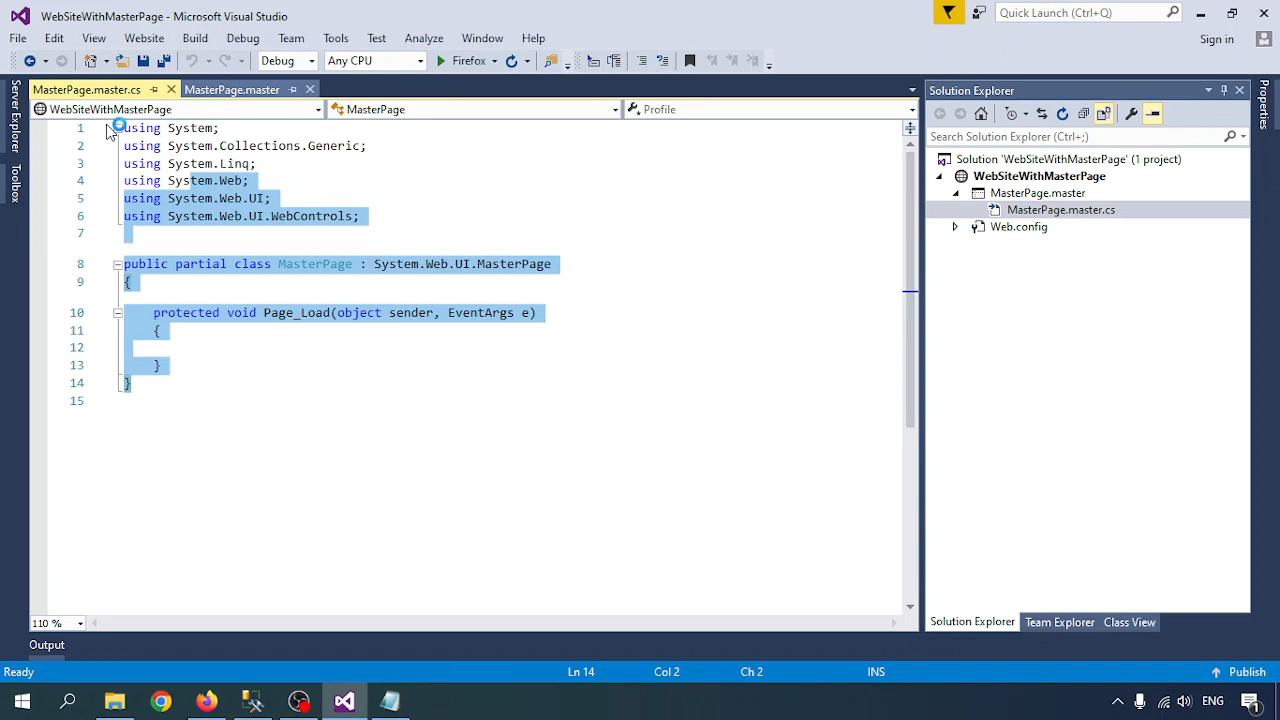 WebSiteWithMasterPage - Microsoft Visual Studio
Quick Launch (Ctrl+Q)
File Edit View Website Build Debug Team Tools Test Analyze Window Help
Sign in
Debug Any CPU Firefox
MasterPage.master.cs MasterPage.master
WebSiteWithMasterPage MasterPage Profile
Server Explorer
Toolbox
1 using System;
2 using System.Collections.Generic;
3 using System.Linq;
4 using System.Web;
5 using System.Web.UI;
6 using System.Web.UI.WebControls;
7
8 public partial class MasterPage : System.Web.UI.MasterPage
9 {
10 protected void Page_Load(object sender, EventArgs e)
11 {
12
13 }
14 }
15
110 %
Solution Explorer
Search Solution Explorer (Ctrl+;)
Solution 'WebSiteWithMasterPage' (1 project)
WebSiteWithMasterPage
MasterPage.master
MasterPage.master.cs
Web.config
Solution Explorer Team Explorer Class View
Properties
Output
Ready Ln 14 Col 2 Ch 2 INS Publish
ENG
1